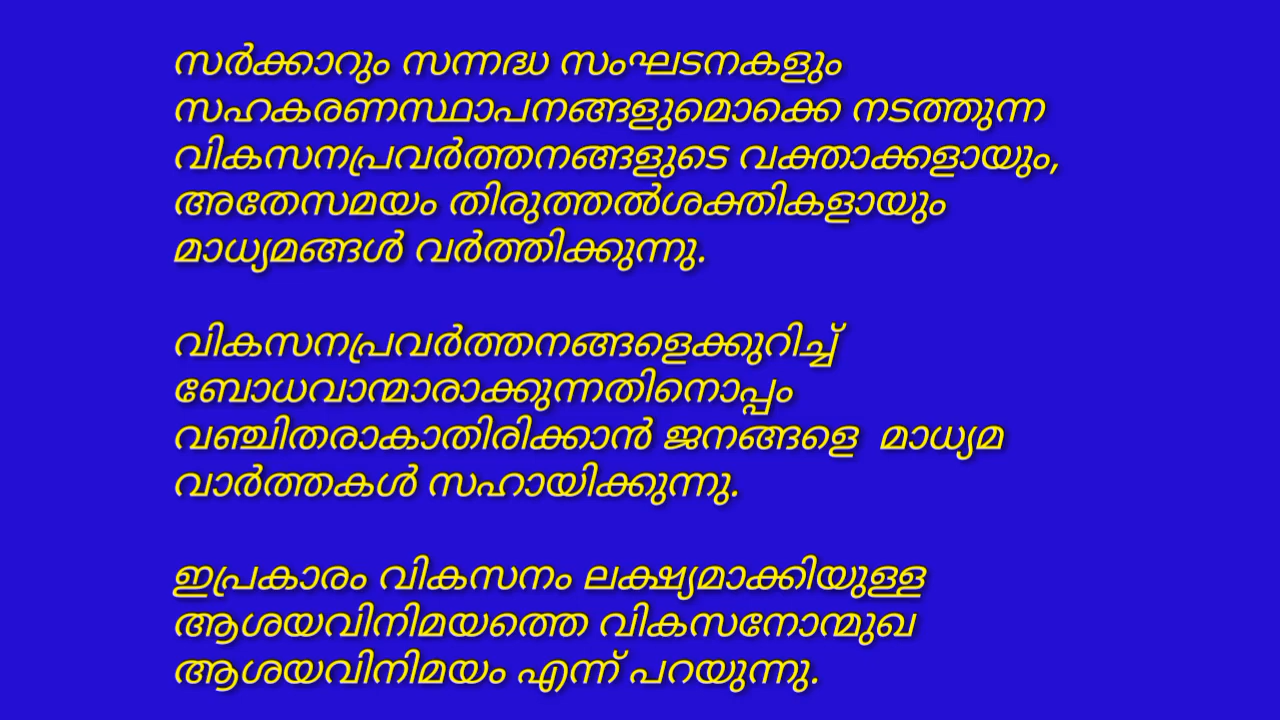 സർക്കാറും സന്നദ്ധ സംഘടനകളും
സഹകരണസ്ഥാപനങ്ങളുമൊക്കെ നടത്തുന്ന
വികസനപ്രവർത്തനങ്ങളുടെ വക്താക്കളായും,
അതേസമയം തിരുത്തൽശക്തികളായും
മാധ്യമങ്ങൾ വർത്തിക്കുന്നു.
വികസനപ്രവർത്തനങ്ങളെക്കുറിച്ച്
ബോധവാന്മാരാക്കുന്നതിനൊപ്പം
വഞ്ചിതരാകാതിരിക്കാൻ ജനങ്ങളെ മാധ്യമ
വാർത്തകൾ സഹായിക്കുന്നു.
ഇപ്രകാരം വികസനം ലക്ഷ്യമാക്കിയുള്ള
ആശയവിനിമയത്തെ വികസനോന്മുഖ
ആശയവിനിമയം എന്ന് പറയുന്നു.